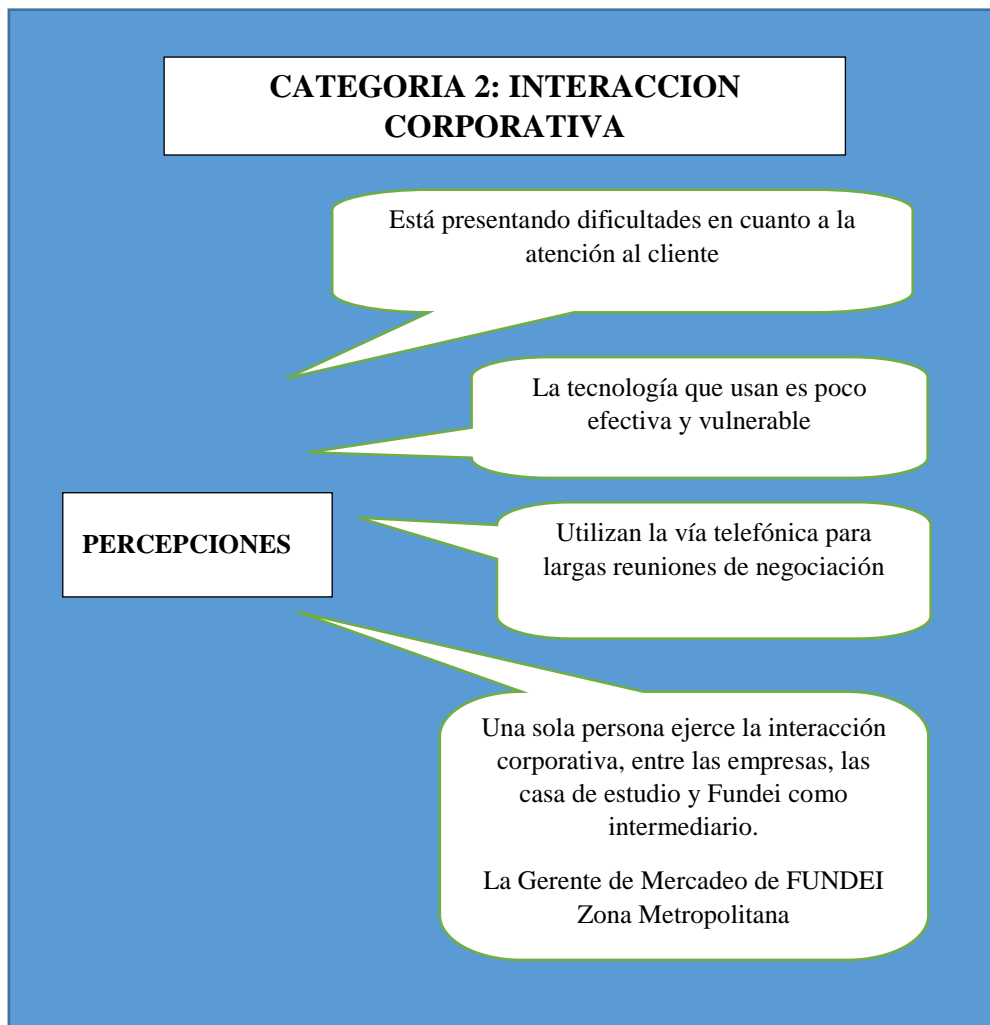 CATEGORIA 2: INTERACCION
CORPORATIVA
Está presentando dificultades en cuanto a la
atención al cliente
La tecnología que usan es poco
efectiva y vulnerable
PERCEPCIONES
Utilizan la vía telefónica para
largas reuniones de negociación
Una sola persona ejerce la interacción
corporativa, entre las empresas, las
casa de estudio y Fundei como
intermediario.
La Gerente de Mercadeo de FUNDEI
Zona Metropolitana